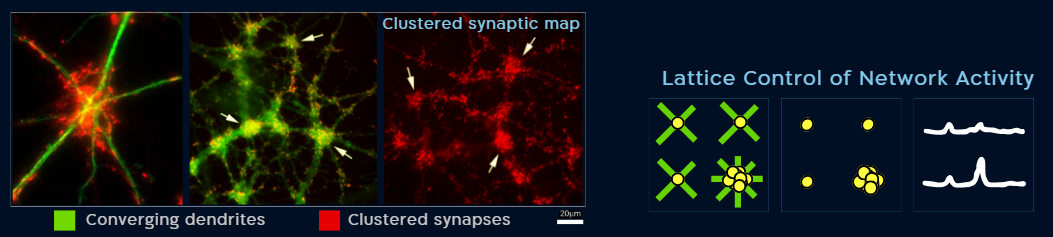 Clustered synaptic map
Converging dendrites
Clustered synapses
20µm
Lattice Control of Network Activity